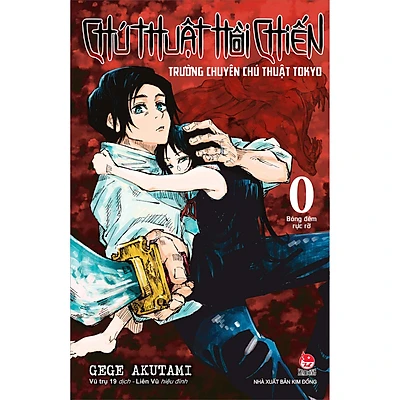 CHÚ THUẬT HỒI CHIẾN
TRƯỜNG CHUYÊN CHÚ THUẬT TOKYO
0
Bóng đêm
rực rỡ
GEGE AKUTAMI
Vũ trụ 19 dịch - Liên Vũ hiệu đính
NHÀ XUẤT BẢN KIM ĐỒNG